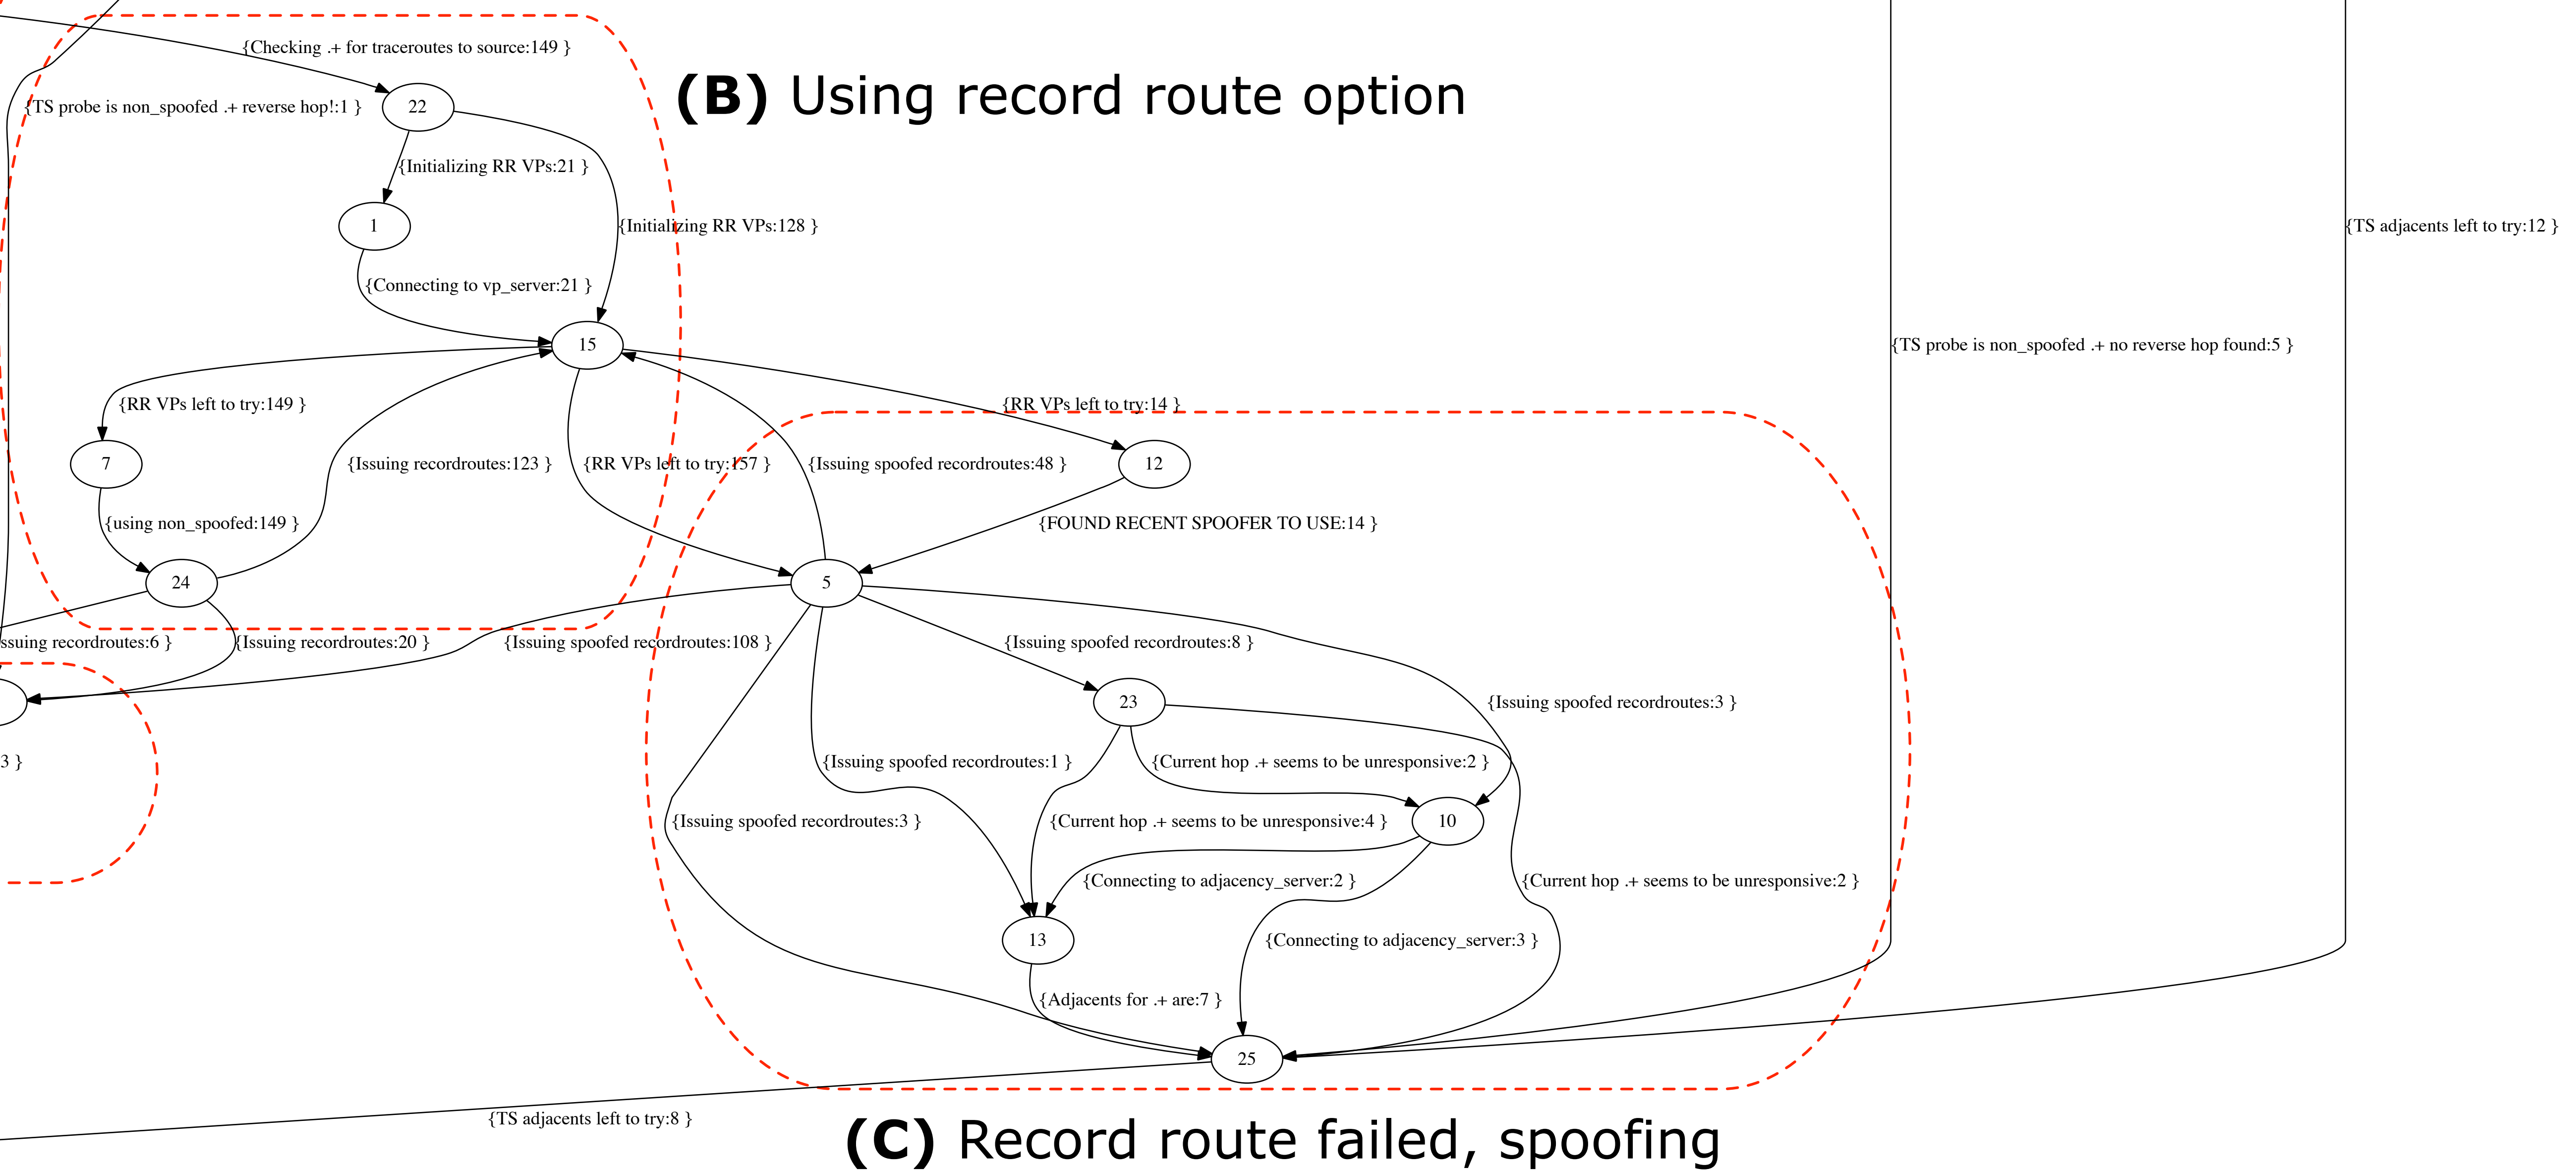 {Checking .+ for traceroutes to source:149 }
(B) Using record route option
{TS probe is non_spoofed .+ reverse hop!:1 }
22
{Initializing RR VPs:21 }
1
{Initializing RR VPs:128 }
{TS adjacents left to try:12 }
{Connecting to vp_server:21 }
15
{TS probe is non_spoofed .+ no reverse hop found:5 }
{RR VPs left to try:149 }
{RR VPs left to try:14 }
7
{Issuing recordroutes:123 }
{RR VPs left to try:157 }
{Issuing spoofed recordroutes:48 }
12
{using non_spoofed:149 }
{FOUND RECENT SPOOFER TO USE:14 }
24
5
ssuing recordroutes:6 }
{Issuing recordroutes:20 }
{Issuing spoofed recordroutes:108 }
{Issuing spoofed recordroutes:8 }
23
{Issuing spoofed recordroutes:3 }
3 }
{Issuing spoofed recordroutes:1 }
{Current hop .+ seems to be unresponsive:2 }
{Issuing spoofed recordroutes:3 }
{Current hop .+ seems to be unresponsive:4 }
10
{Connecting to adjacency_server:2 }
{Current hop .+ seems to be unresponsive:2 }
13
{Connecting to adjacency_server:3 }
{Adjacents for .+ are:7 }
25
{TS adjacents left to try:8 }
(C) Record route failed, spoofing